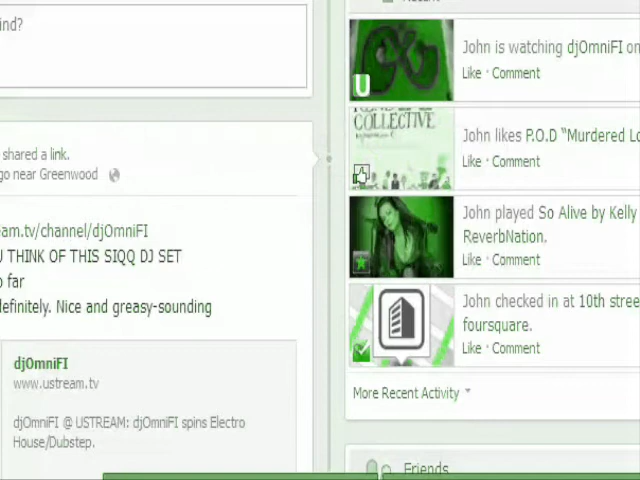 ind?
shared a link.
go near Greenwood
am.tv/channel/djOmniFI
U THINK OF THIS SIQQ DJ SET
o far
definitely. Nice and greasy-sounding
djOmniFI
www.ustream.tv
djOmniFI @ USTREAM: djOmniFI spins Electro
House/Dubstep.
U
John is watching djOmniFI on
Like · Comment
COLLECTIVE
John likes P.O.D "Murdered Lo
Like · Comment
John played So Alive by Kelly
ReverbNation.
Like · Comment
John checked in at 10th stree
foursquare.
Like · Comment
More Recent Activity
Friends